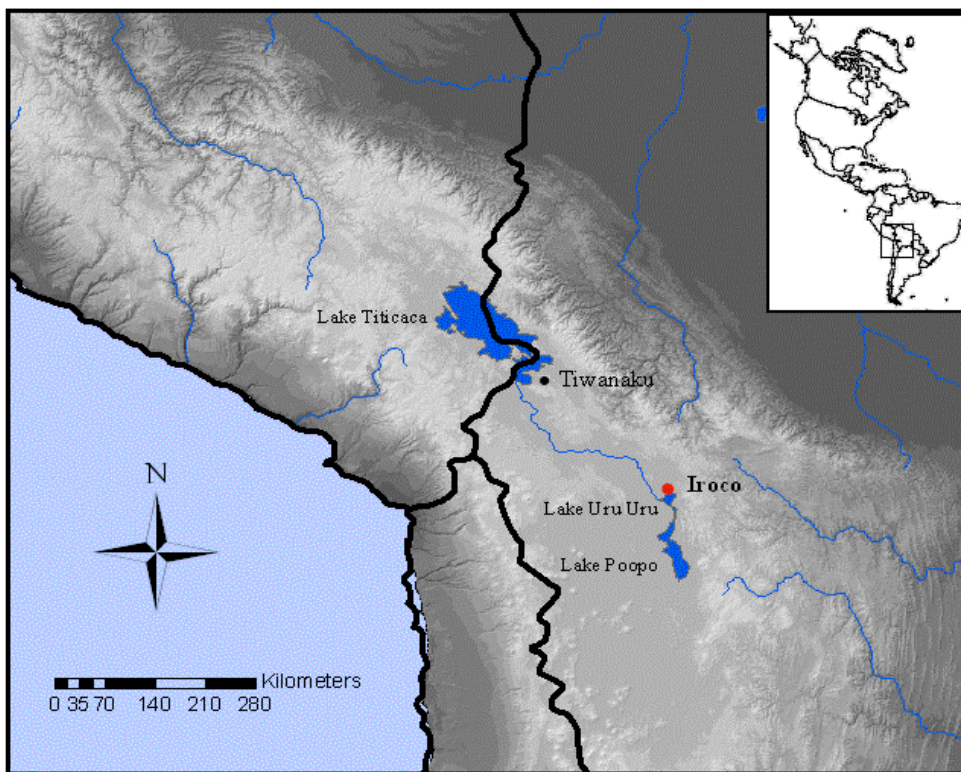 Lake Titicaca
Tiwanaku
Iroco
Lake Uru Uru
Lake Poopo
N
Kilometers
0 35 70 140 210 280